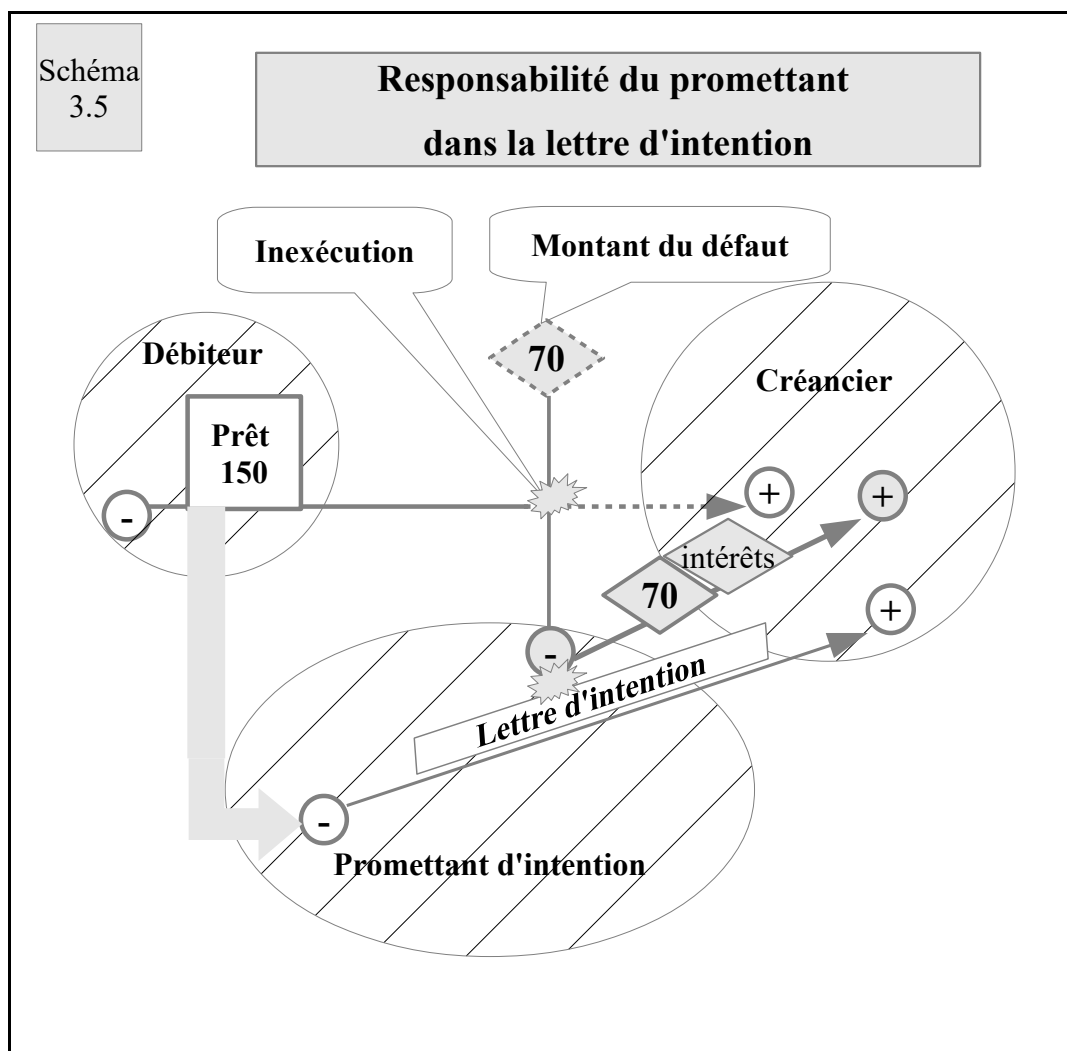 Schéma
3.5
Responsabilité du promettant
dans la lettre d'intention
Inexécution
Montant du défaut
70
Débiteur
Créancier
Prêt
150
-
+
+
intérêts
70
+
-
Lettre d'intention
-
Promettant d'intention